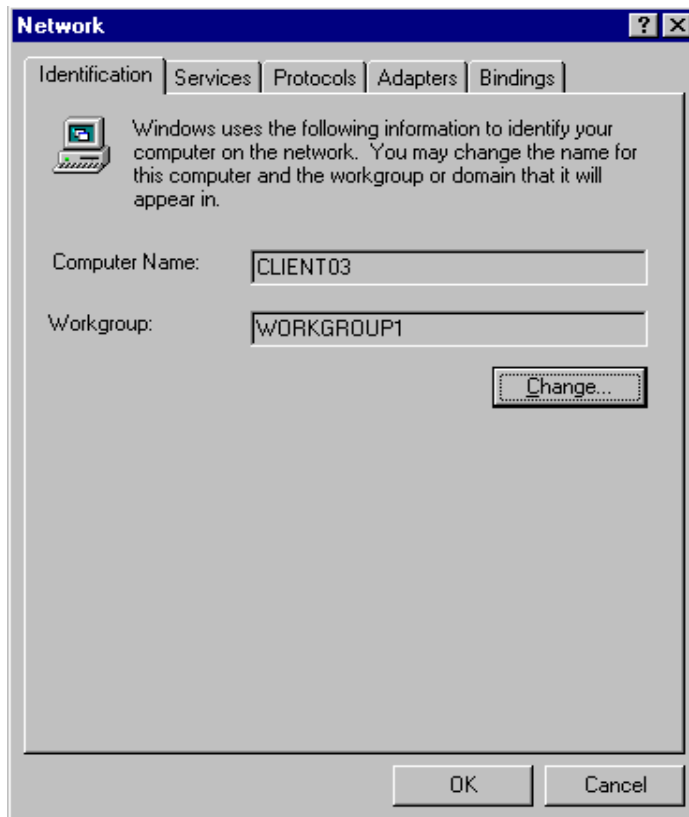 Network
Identification Services Protocols Adapters Bindings
Windows uses the following information to identify your
computer on the network.  You may change the name for
this computer and the workgroup or domain that it will
appear in.
Computer Name: CLIENT03
Workgroup: WORKGROUP1
Change...
OK Cancel